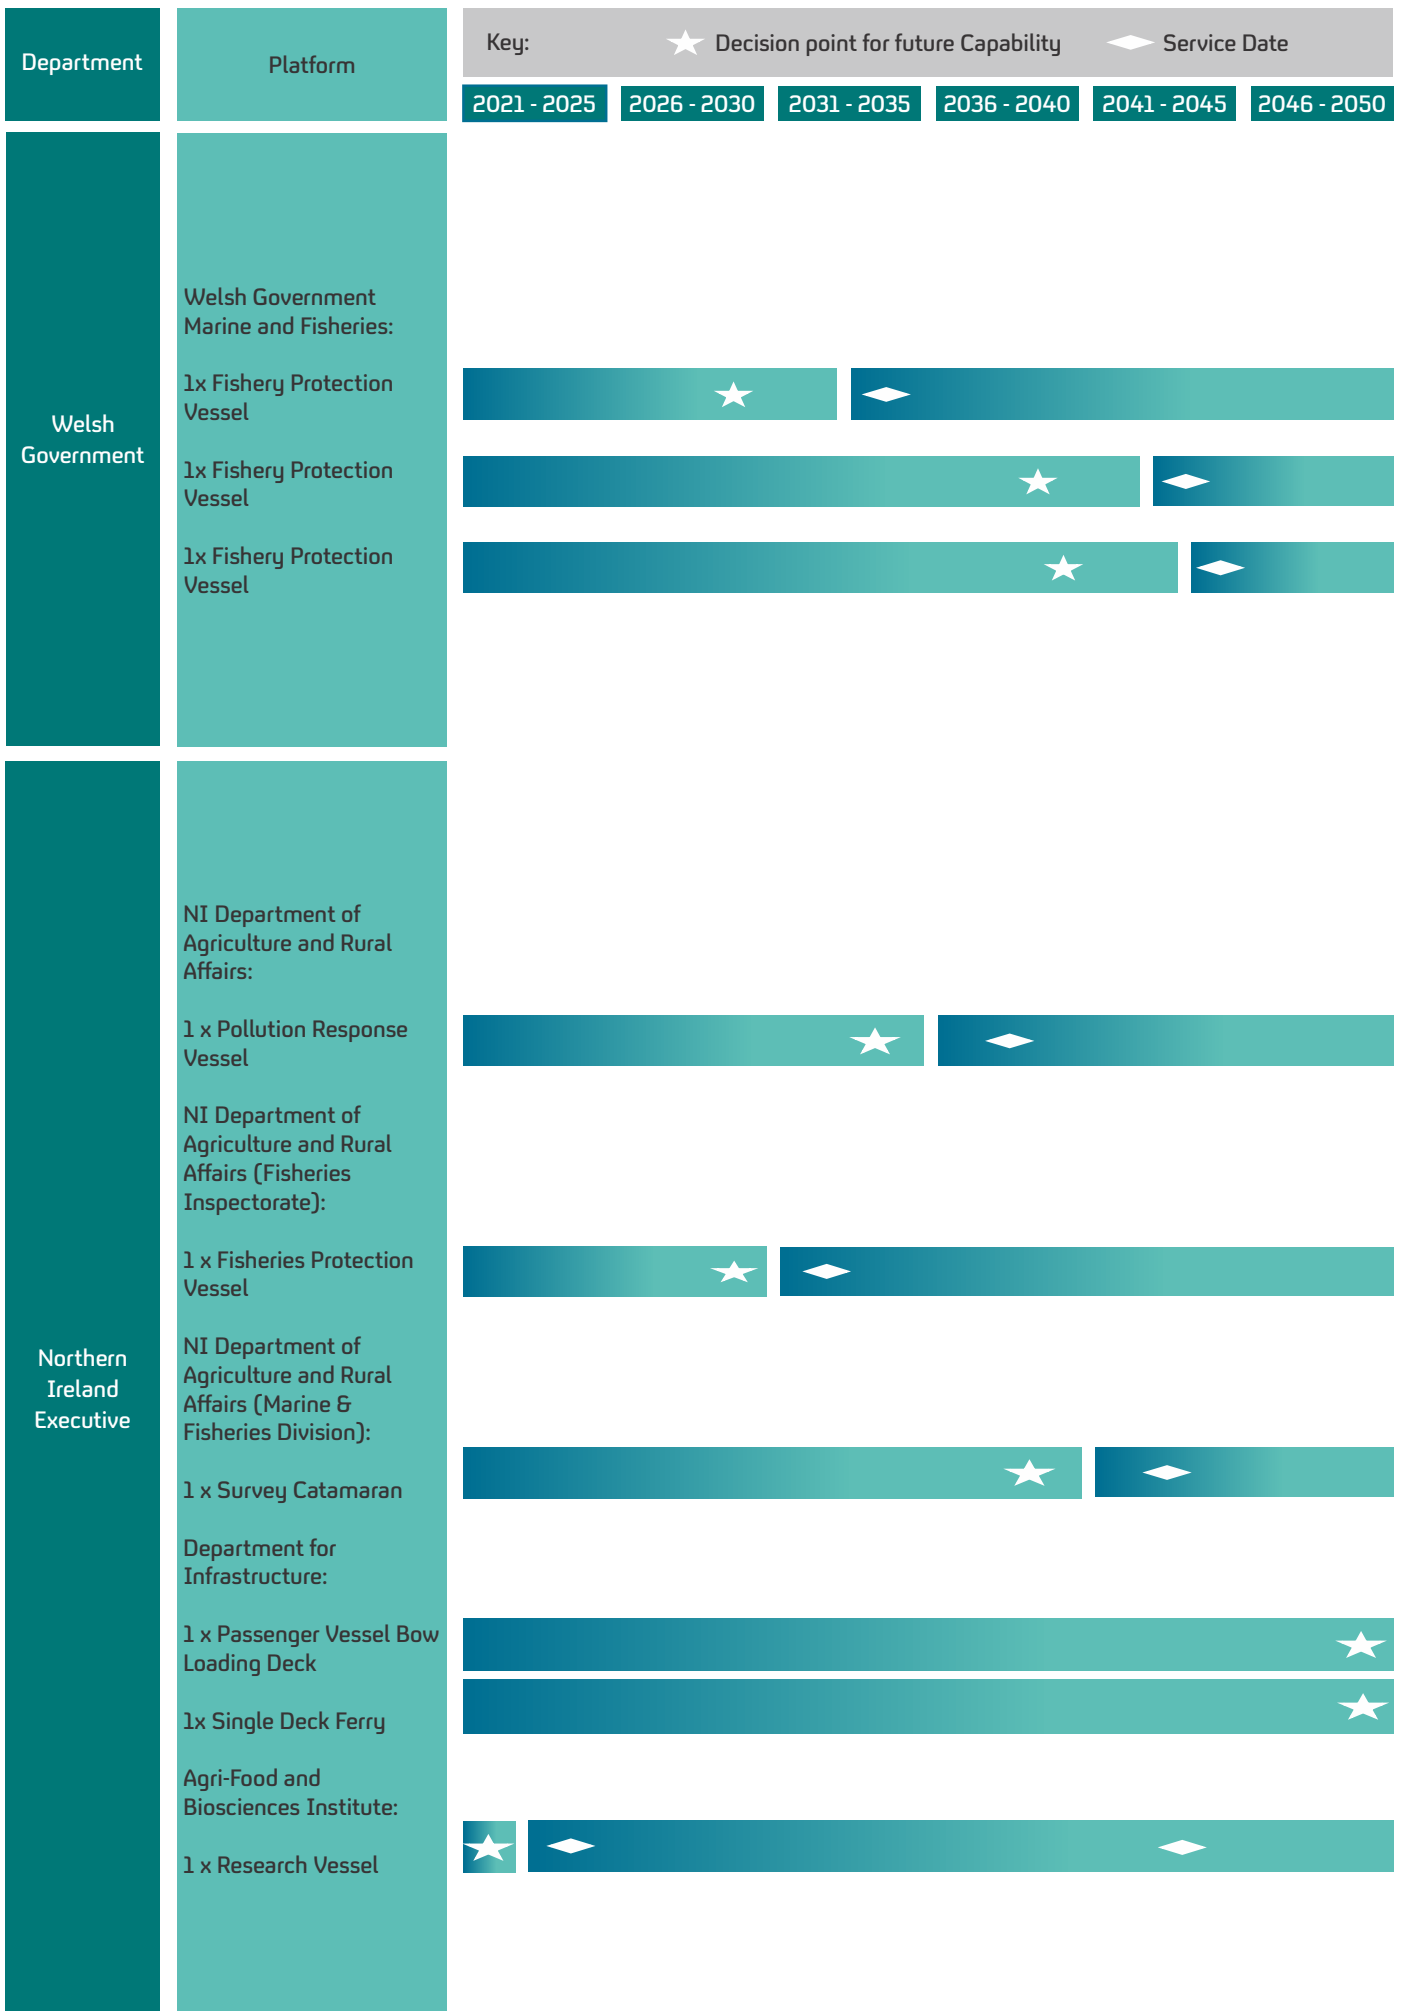 Department
Platform
Key:
Decision point for future Capability
Service Date
2021 - 2025
2026 - 2030
2031 - 2035
2036 - 2040
2041 - 2045
2046 - 2050
Welsh
Government
Welsh Government
Marine and Fisheries:
1x Fishery Protection
Vessel
1x Fishery Protection
Vessel
1x Fishery Protection
Vessel
Northern
Ireland
Executive
NI Department of
Agriculture and Rural
Affairs:
1 x Pollution Response
Vessel
NI Department of
Agriculture and Rural
Affairs (Fisheries
Inspectorate):
1 x Fisheries Protection
Vessel
NI Department of
Agriculture and Rural
Affairs (Marine &
Fisheries Division):
1 x Survey Catamaran
Department for
Infrastructure:
1 x Passenger Vessel Bow
Loading Deck
1x Single Deck Ferry
Agri-Food and
Biosciences Institute:
1 x Research Vessel